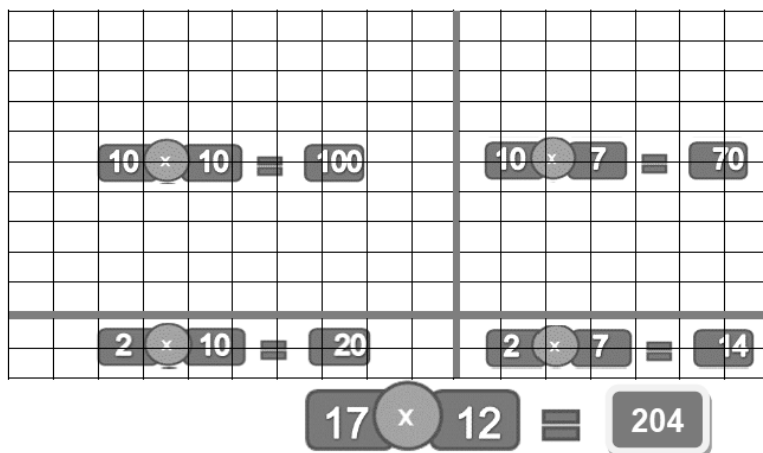 10 x 10 = 100
10 x 7 = 70
2 x 10 = 20
2 x 7 = 14
17 x 12 = 204